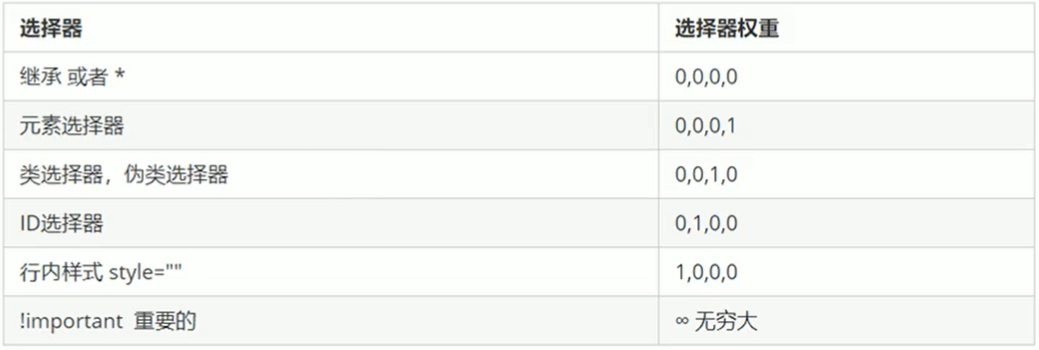 选择器 选择器权重
继承 或者 * 0,0,0,0
元素选择器 0,0,0,1
类选择器，伪类选择器 0,0,1,0
ID选择器 0,1,0,0
行内样式 style="" 1,0,0,0
!important 重要的 ∞ 无穷大